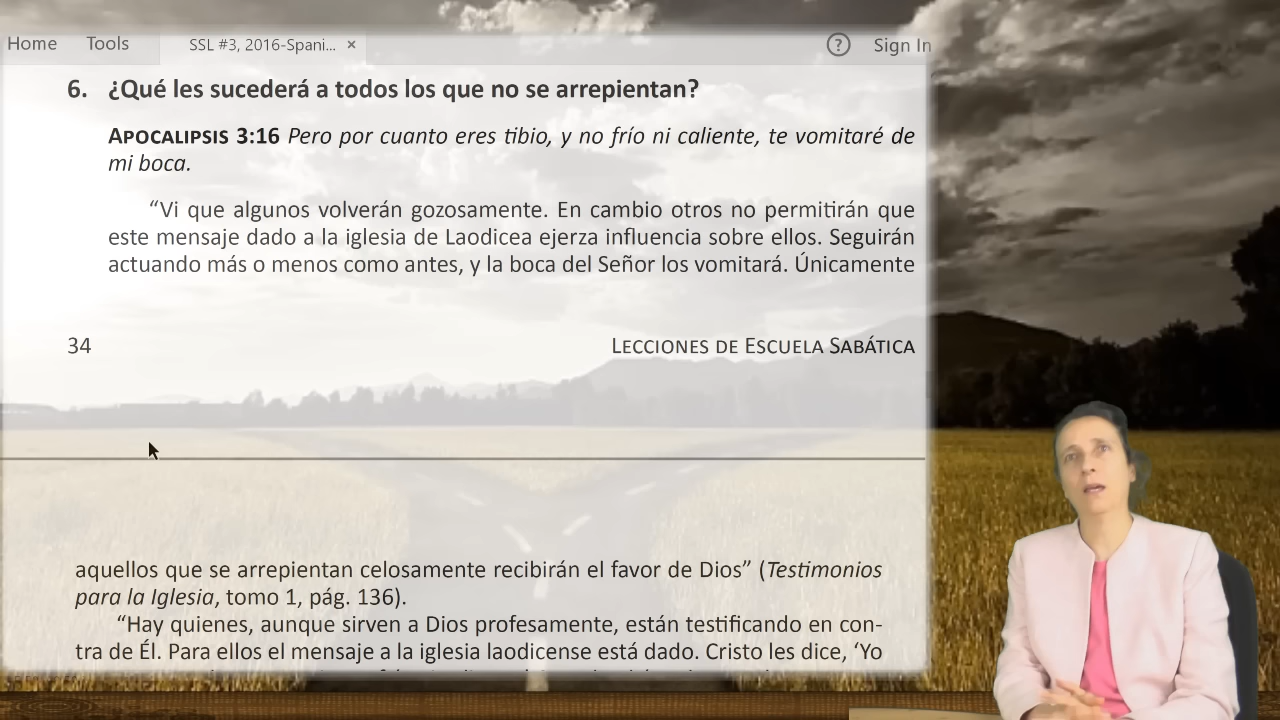 Home Tools SSL #3, 2016-Spani... × ? Sign In
6. ¿Qué les sucederá a todos los que no se arrepientan?
APOCALIPSIS 3:16 Pero por cuanto eres tibio, y no frío ni caliente, te vomitaré de
mi boca.
“Vi que algunos volverán gozosamente. En cambio otros no permitirán que
este mensaje dado a la iglesia de Laodicea ejerza influencia sobre ellos. Seguirán
actuando más o menos como antes, y la boca del Señor los vomitará. Únicamente
34 LECCIONES DE ESCUELA SABÁTICA
aquellos que se arrepientan celosamente recibirán el favor de Dios” (Testimonios
para la Iglesia, tomo 1, pág. 136).
“Hay quienes, aunque sirven a Dios profesamente, están testificando en con-
tra de Él. Para ellos el mensaje a la iglesia laodicense está dado. Cristo les dice, ‘Yo